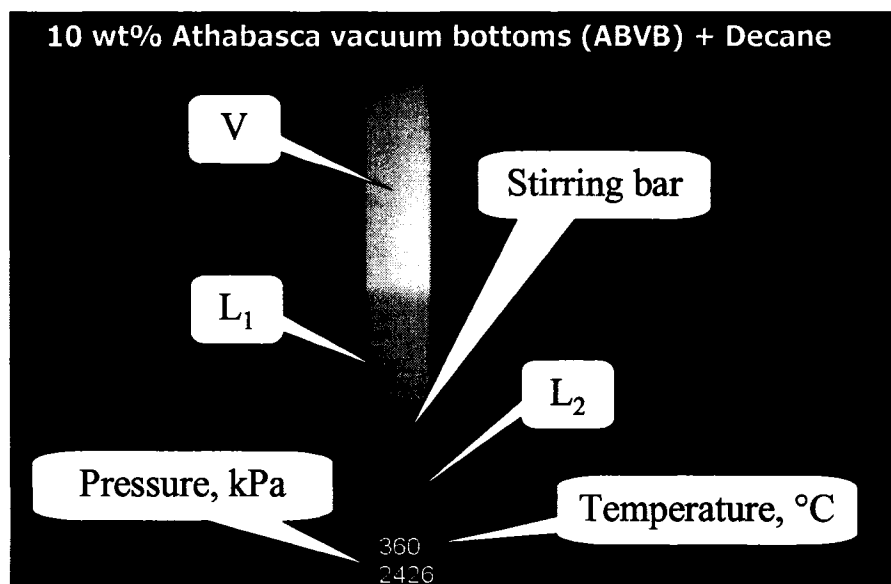 10 wt% Athabasca vacuum bottoms (ABVB) + Decane
V
Stirring bar
L₁
L₂
Pressure, kPa
Temperature, °C
360
2426